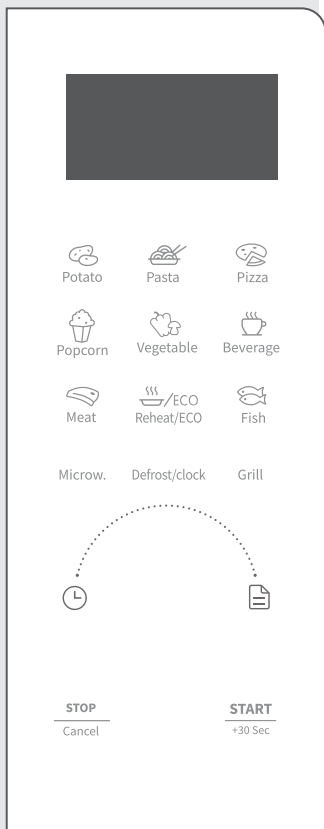 Potato Pasta Pizza
Popcorn Vegetable Beverage
/ECO
Meat Reheat/ECO Fish
Microw. Defrost/clock Grill
STOP START
Cancel +30 Sec